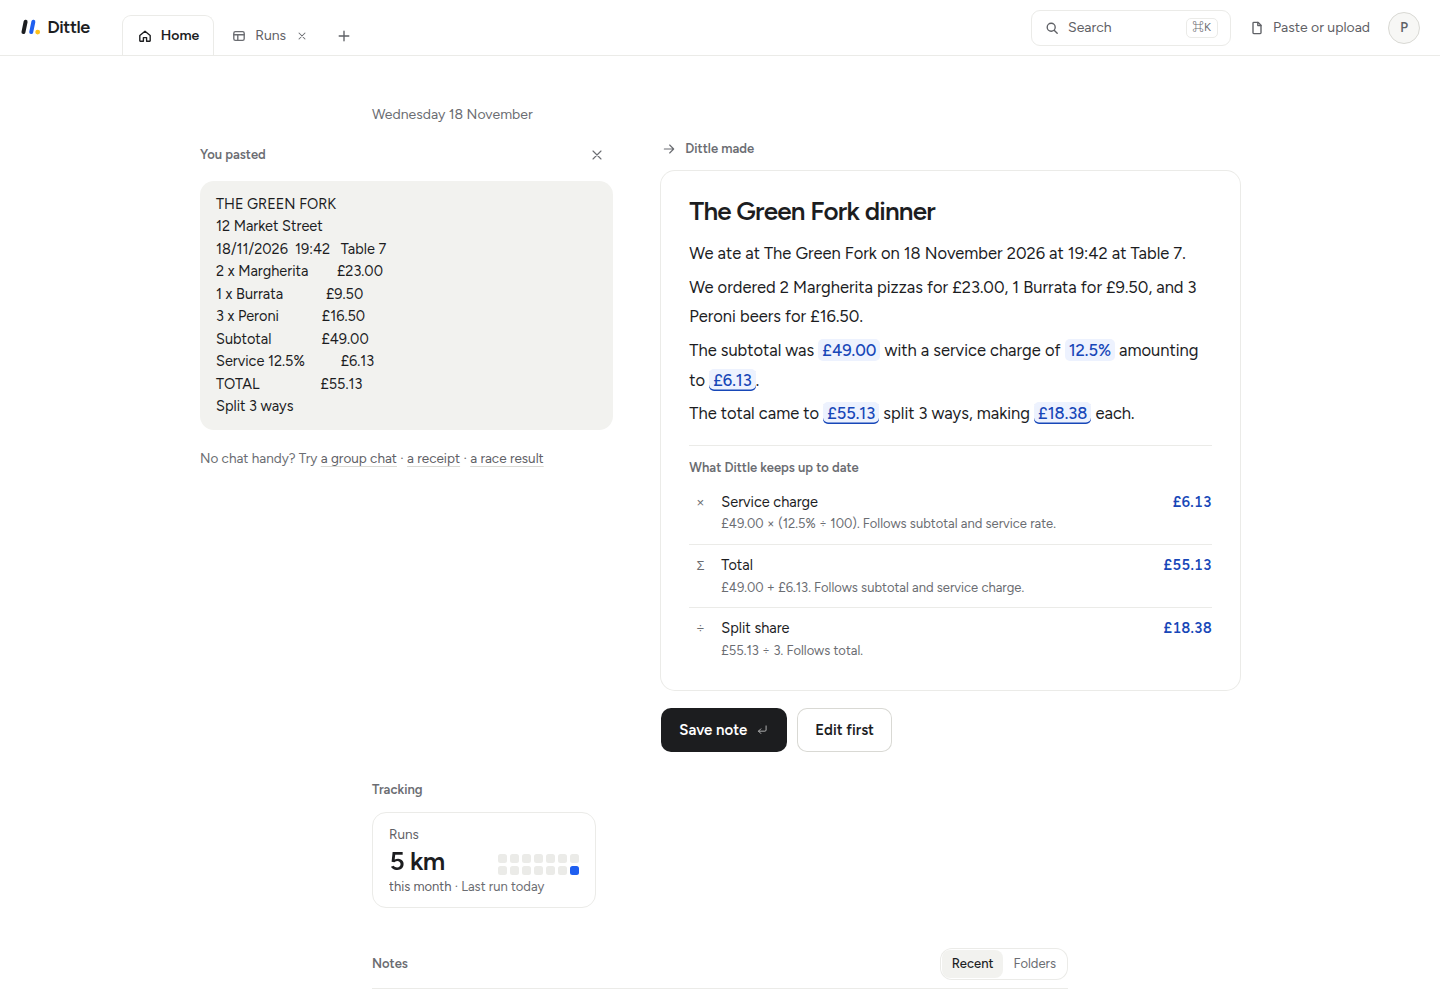 Dittle
Home
Runs
Search
⌘K
Paste or upload
P
Wednesday 18 November
You pasted
THE GREEN FORK
12 Market Street
18/11/2026 19:42 Table 7
2 x Margherita £23.00
1 x Burrata £9.50
3 x Peroni £16.50
Subtotal £49.00
Service 12.5% £6.13
TOTAL £55.13
Split 3 ways
No chat handy? Try a group chat · a receipt · a race result
Dittle made
The Green Fork dinner
We ate at The Green Fork on 18 November 2026 at 19:42 at Table 7.
We ordered 2 Margherita pizzas for £23.00, 1 Burrata for £9.50, and 3
Peroni beers for £16.50.
The subtotal was £49.00 with a service charge of 12.5% amounting
to £6.13.
The total came to £55.13 split 3 ways, making £18.38 each.
What Dittle keeps up to date
× Service charge £6.13
£49.00 × (12.5% ÷ 100). Follows subtotal and service rate.
Σ Total £55.13
£49.00 + £6.13. Follows subtotal and service charge.
÷ Split share £18.38
£55.13 ÷ 3. Follows total.
Save note
Edit first
Tracking
Runs
5 km
this month · Last run today
Notes
Recent
Folders